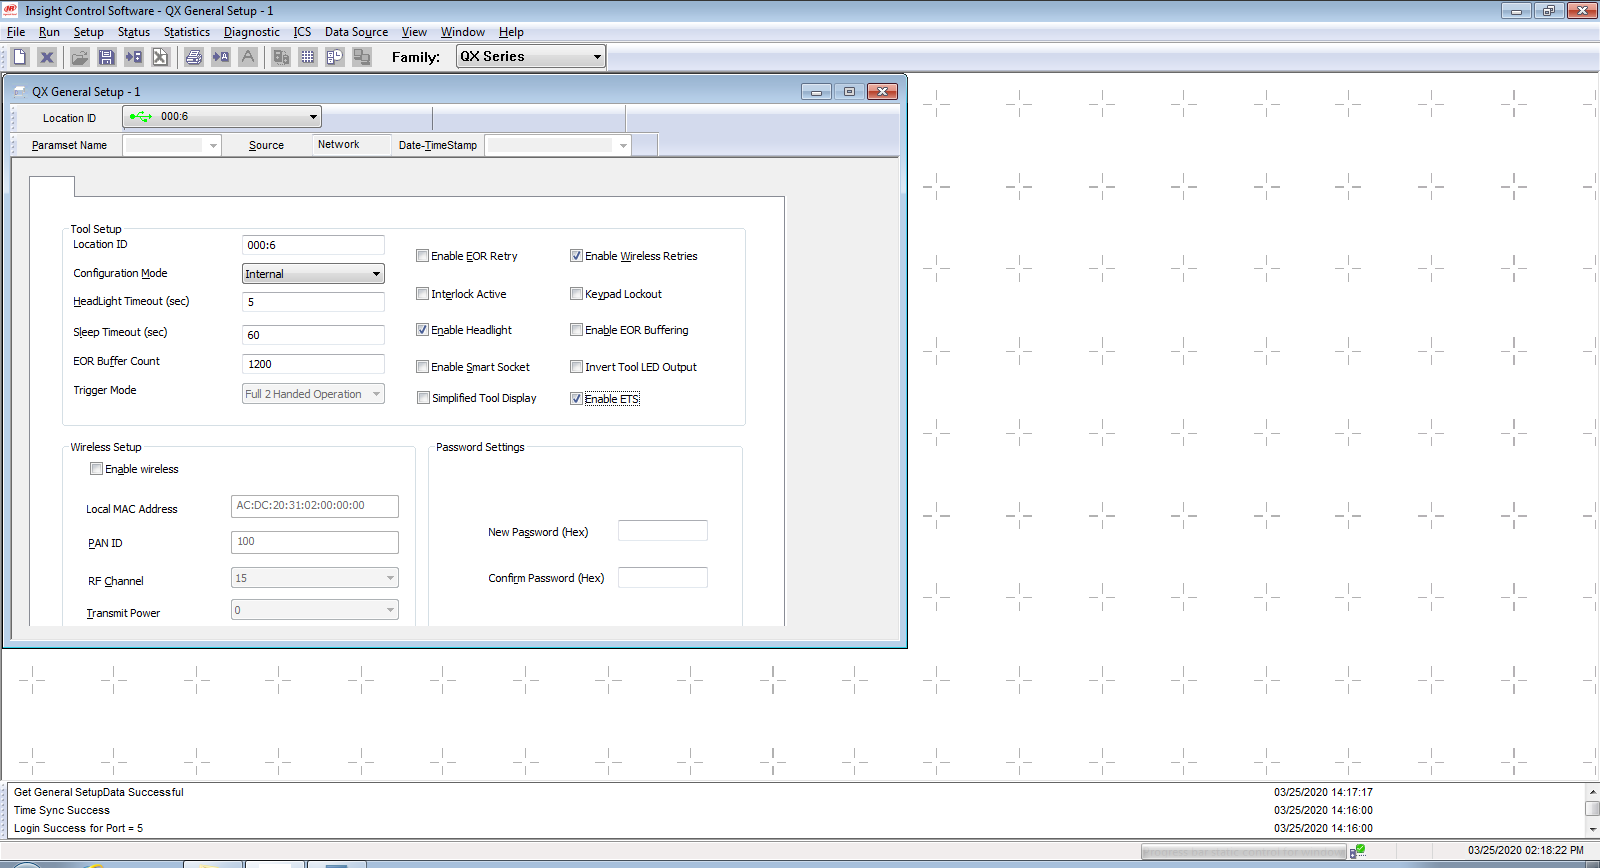 Insight Control Software - QX General Setup - 1
File Run Setup Status Statistics Diagnostic ICS Data Source View Window Help
Family: QX Series
QX General Setup - 1
Location ID 000:6
Paramset Name Source Network Date-TimeStamp
Tool Setup
Location ID 000:6 Enable EOR Retry Enable Wireless Retries
Configuration Mode Internal Interlock Active Keypad Lockout
HeadLight Timeout (sec) 5
Sleep Timeout (sec) 60 Enable Headlight Enable EOR Buffering
EOR Buffer Count 1200 Enable Smart Socket Invert Tool LED Output
Trigger Mode Full 2 Handed Operation Simplified Tool Display Enable ETS
Wireless Setup Password Settings
Enable wireless
Local MAC Address AC:DC:20:31:02:00:00:00
New Password (Hex)
PAN ID 100
RF Channel 15 Confirm Password (Hex)
Transmit Power 0
Get General SetupData Successful 03/25/2020 14:17:17
Time Sync Success 03/25/2020 14:16:00
Login Success for Port = 5 03/25/2020 14:16:00
03/25/2020 02:18:22 PM